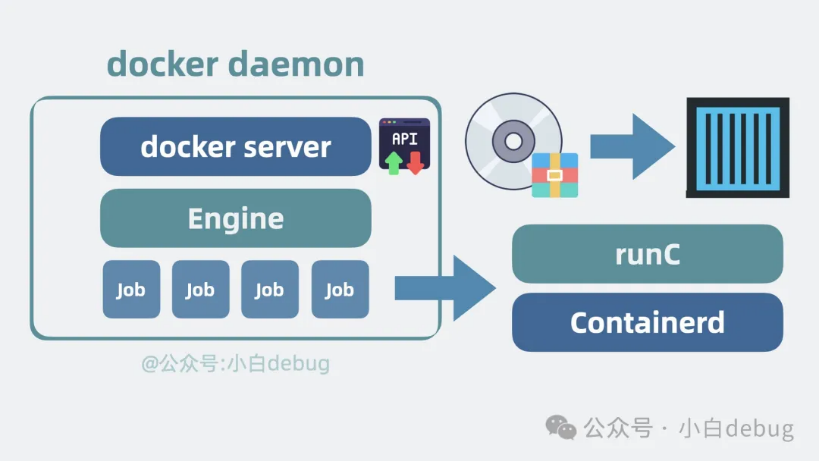 docker daemon
docker server
API
Engine
Job Job Job Job
runC
Containerd
@公众号:小白debug
公众号 · 小白debug